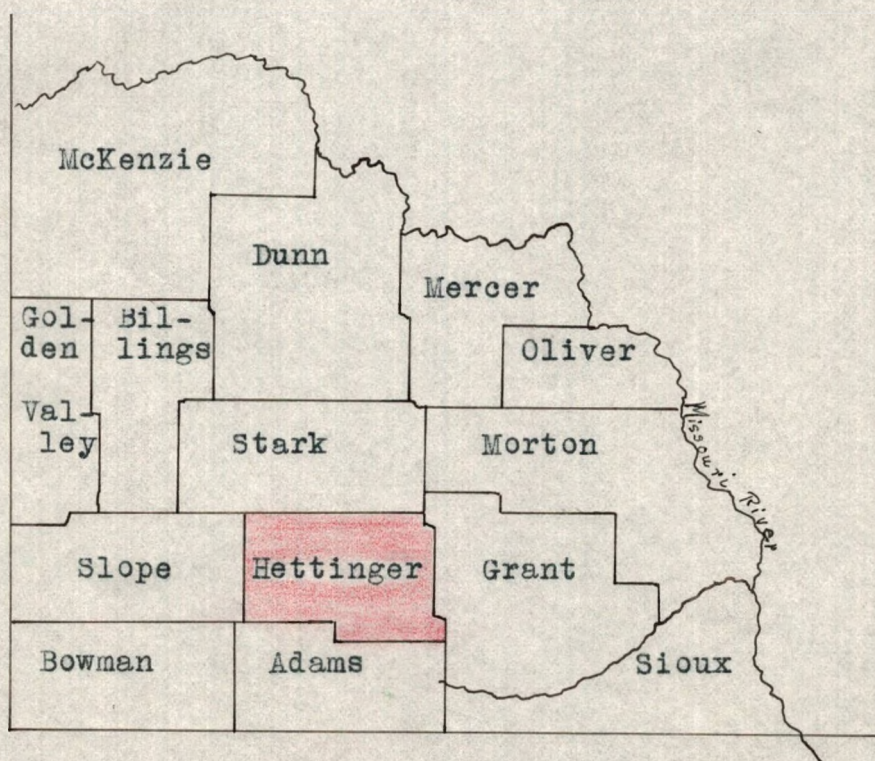 McKenzie
Dunn
Mercer
Gol-
den
Val-
ley
Bil-
lings
Oliver
Stark
Morton
Missouri River
Slope
Hettinger
Grant
Bowman
Adams
Sioux